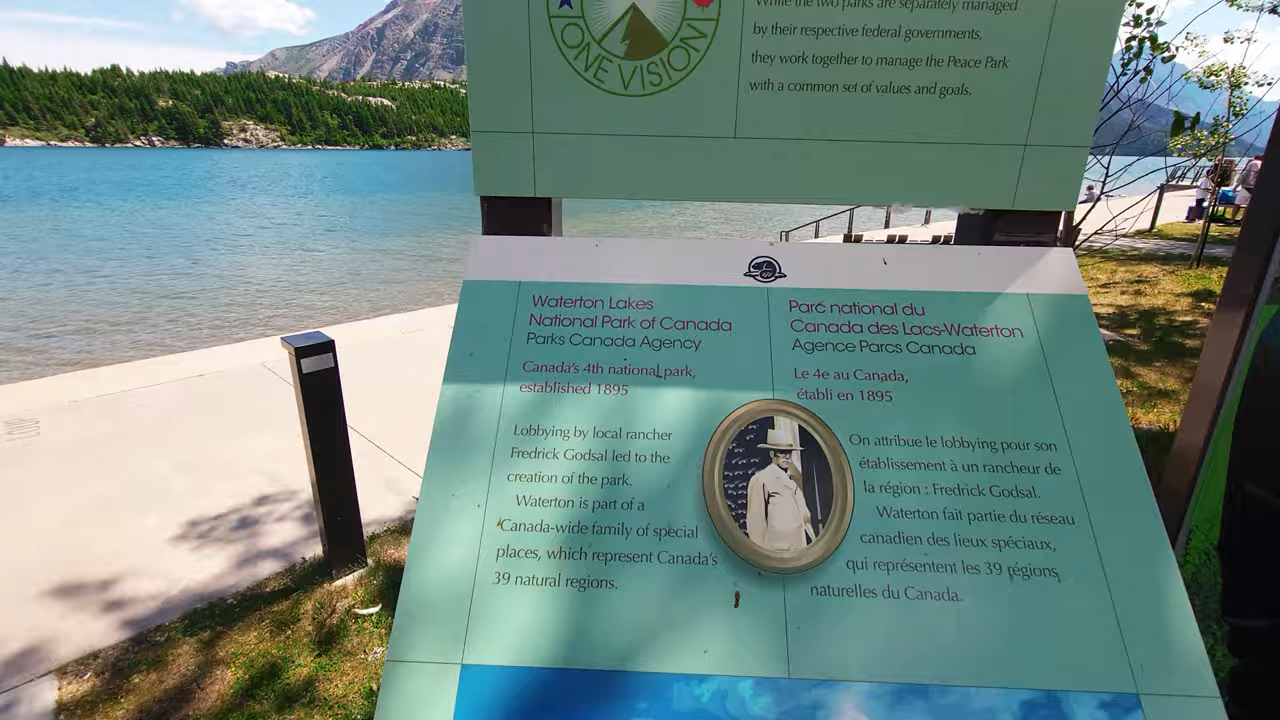 ONE VISION
While the two parks are separately managed
by their respective federal governments,
they work together to manage the Peace Park
with a common set of values and goals.
Waterton Lakes
National Park of Canada
Parks Canada Agency
Canada's 4th national park,
established 1895
Lobbying by local rancher
Fredrick Godsal led to the
creation of the park.
Waterton is part of a
Canada-wide family of special
places, which represent Canada's
39 natural regions.
Parc national du
Canada des Lacs-Waterton
Agence Parcs Canada
Le 4e au Canada,
établi en 1895
On attribue le lobbying pour son
établissement à un rancheur de
la région : Fredrick Godsal.
Waterton fait partie du réseau
canadien des lieux spéciaux,
qui représentent les 39 régions
naturelles du Canada.